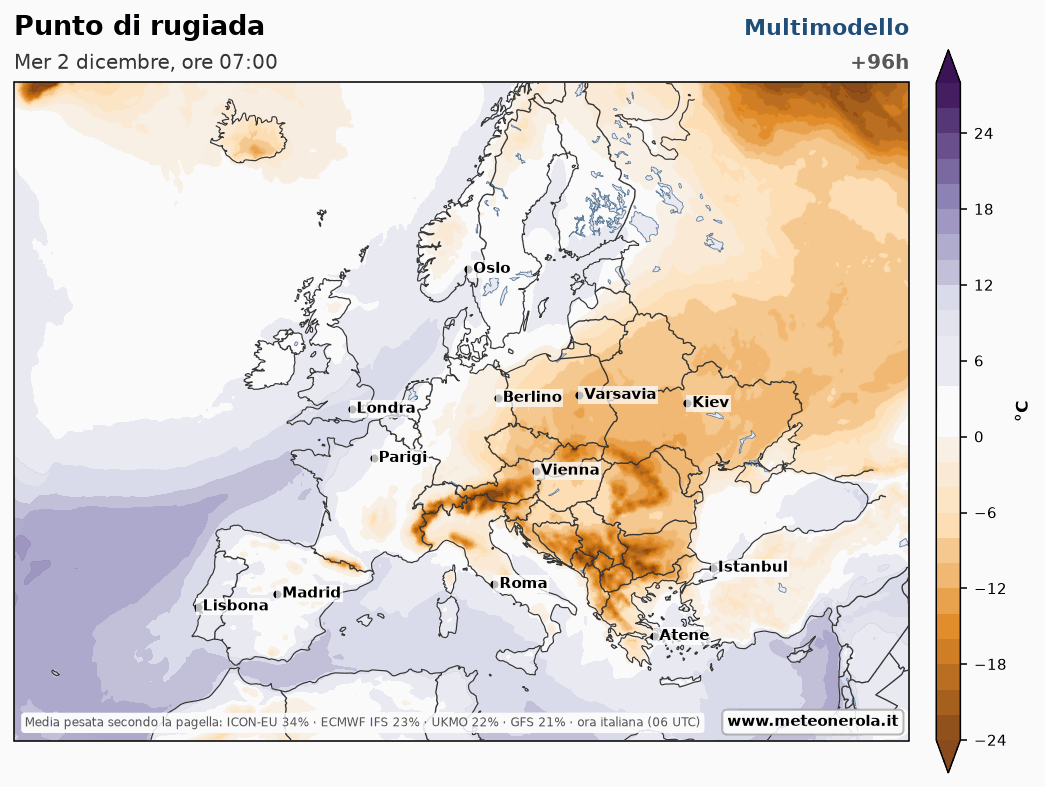 Punto di rugiada
Multimodello
Mer 2 dicembre, ore 07:00
+96h
Oslo
Berlino
Varsavia
Kiev
Londra
Parigi
Vienna
Istanbul
Roma
Madrid
Lisbona
Atene
24
18
12
6
0
−6
−12
−18
−24
°C
Media pesata secondo la pagella: ICON-EU 34% · ECMWF IFS 23% · UKMO 22% · GFS 21% · ora italiana (06 UTC)
www.meteonerola.it